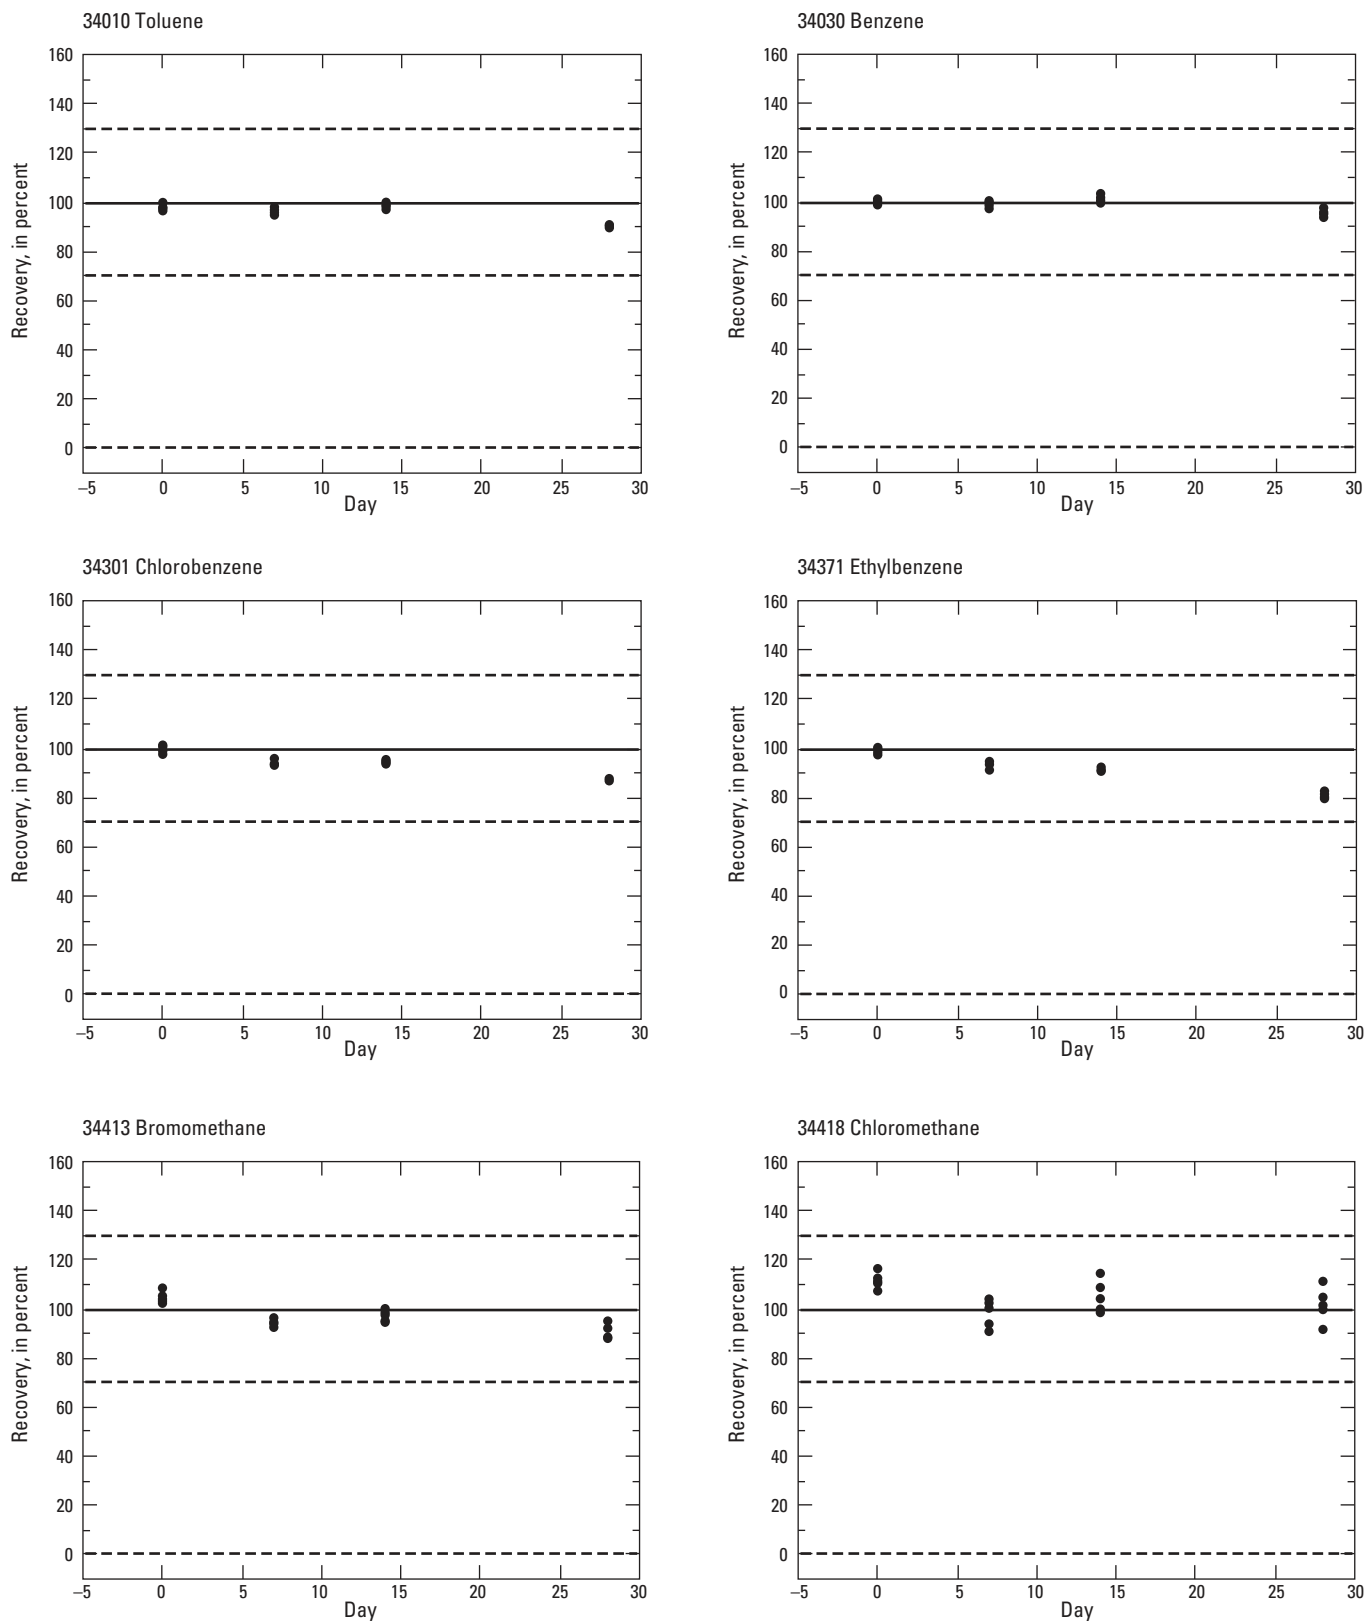 34010 Toluene
160
140
120
100
80
60
40
20
0
Recovery, in percent
–5 0 5 10 15 20 25 30
Day
34030 Benzene
160
140
120
100
80
60
40
20
0
Recovery, in percent
–5 0 5 10 15 20 25 30
Day
34301 Chlorobenzene
160
140
120
100
80
60
40
20
0
Recovery, in percent
–5 0 5 10 15 20 25 30
Day
34371 Ethylbenzene
160
140
120
100
80
60
40
20
0
Recovery, in percent
–5 0 5 10 15 20 25 30
Day
34413 Bromomethane
160
140
120
100
80
60
40
20
0
Recovery, in percent
–5 0 5 10 15 20 25 30
Day
34418 Chloromethane
160
140
120
100
80
60
40
20
0
Recovery, in percent
–5 0 5 10 15 20 25 30
Day